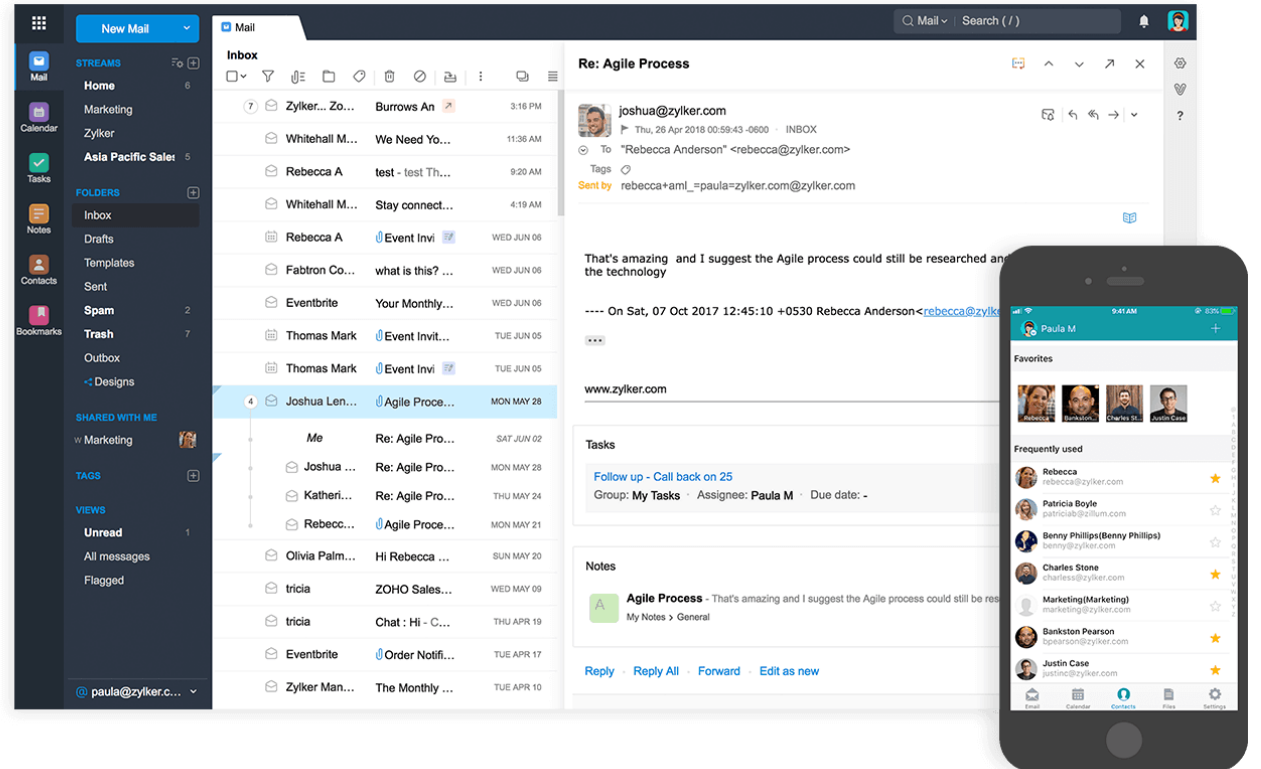 New Mail
Mail
Mail
Search ( / )
Mail
Calendar
Tasks
Notes
Contacts
Bookmarks
STREAMS
Home 6
Marketing
Zylker
Asia Pacific Sales 5
FOLDERS
Inbox
Drafts
Templates
Sent
Spam 2
Trash 7
Outbox
Designs
SHARED WITH ME
W Marketing
TAGS
VIEWS
Unread 1
All messages
Flagged
@ paula@zylker.c...
Inbox
7 Zylker... Zo... Burrows An 3:16 PM
Whitehall M... We Need Yo... 11:36 AM
Rebecca A test - test Th... 9:20 AM
Whitehall M... Stay connect... 4:19 AM
Rebecca A Event Invi WED JUN 06
Fabtron Co... what is this? ... WED JUN 06
Eventbrite Your Monthly... WED JUN 06
Thomas Mark Event Invit... TUE JUN 05
Thomas Mark Event Invi TUE JUN 05
4 Joshua Len... Agile Proce... MON MAY 28
Me Re: Agile Pro... SAT JUN 02
Joshua ... Re: Agile Pro... MON MAY 28
Katheri... Re: Agile Pro... THU MAY 24
Rebecc... Agile Proce... MON MAY 21
Olivia Palm... Hi Rebecca ... SUN MAY 20
tricia ZOHO Sales... WED MAY 09
tricia Chat : Hi - C... THU APR 19
Eventbrite Order Notifi... TUE APR 17
Zylker Man... The Monthly ... TUE APR 10
Re: Agile Process
joshua@zylker.com
Thu, 26 Apr 2018 00:59:43 -0600 · INBOX
To "Rebecca Anderson" <rebecca@zylker.com>
Tags
Sent by rebecca+aml_=paula=zylker.com@zylker.com
?
That's amazing and I suggest the Agile process could still be researched an
the technology
---- On Sat, 07 Oct 2017 12:45:10 +0530 Rebecca Anderson<rebecca@zylke
...
www.zylker.com
Tasks
Follow up - Call back on 25
Group: My Tasks · Assignee: Paula M · Due date: -
Notes
A
Agile Process - That's amazing and I suggest the Agile process could still be res
My Notes > General
Reply · Reply All · Forward · Edit as new
9:41 AM 83%
Paula M +
Favorites
Rebecca Bankston... Charles St... Justin Case
Frequently used
Rebecca
rebecca@zylker.com
Patricia Boyle
patriciab@zillum.com
Benny Phillips(Benny Phillips)
benny@zylker.com
Charles Stone
charless@zylker.com
Marketing(Marketing)
marketing@zylker.com
Bankston Pearson
bpearson@zylker.com
Justin Case
justinc@zylker.com
Email Calendar Contacts Files Settings